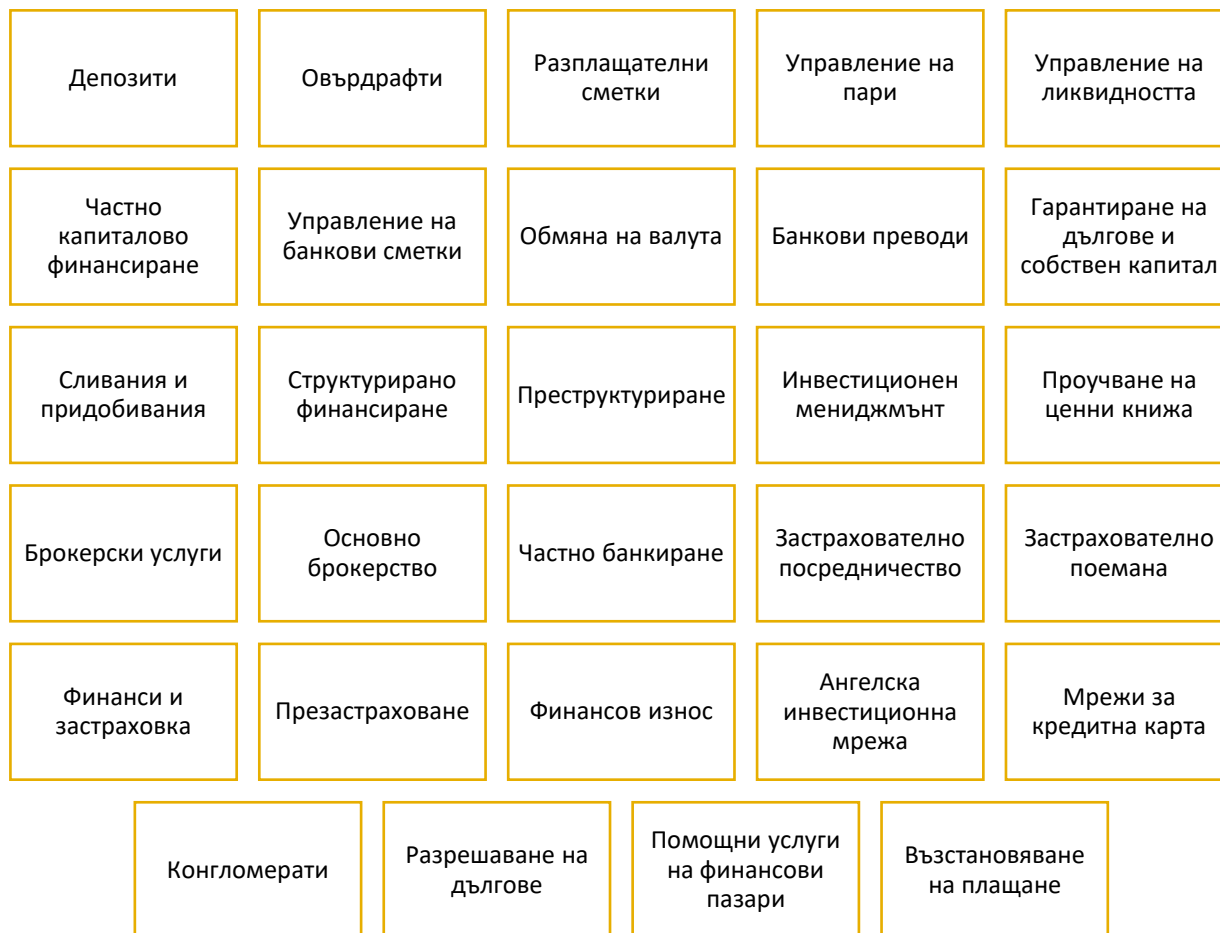 Депозити
Овърдрафти
Разплащателни
сметки
Управление на
пари
Управление на
ликвидността
Частно
капиталово
финансиране
Управление на
банкови сметки
Обмяна на валута
Банкови преводи
Гарантиране на
дългове и
собствен капитал
Сливания и
придобивания
Структурирано
финансиране
Преструктуриране
Инвестиционен
мениджмънт
Проучване на
ценни книжа
Брокерски услуги
Основно
брокерство
Частно банкиране
Застрахователно
посредничество
Застрахователно
поемана
Финанси и
застраховка
Презастраховане
Финансов износ
Ангелска
инвестиционна
мрежа
Мрежи за
кредитна карта
Конгломерати
Разрешаване на
дългове
Помощни услуги
на финансови
пазари
Възстановяване
на плащане